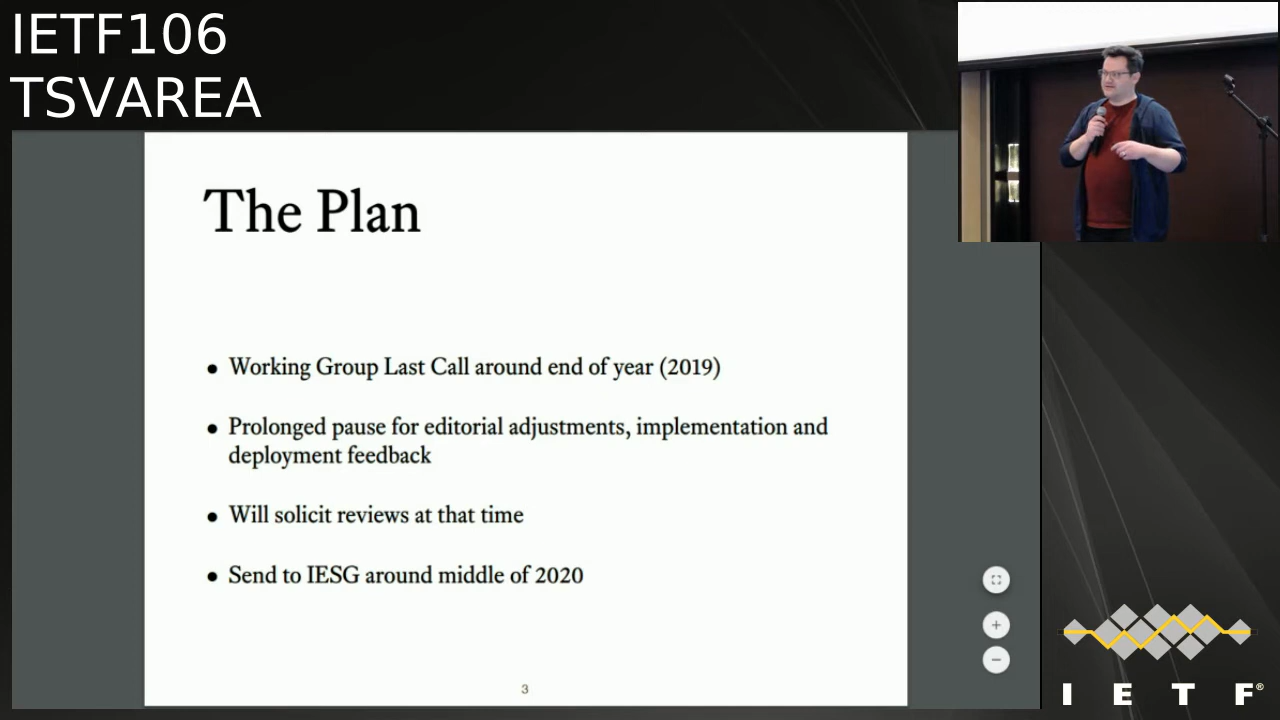 IETF106
TSVAREA
The Plan
• Working Group Last Call around end of year (2019)
• Prolonged pause for editorial adjustments, implementation and
deployment feedback
• Will solicit reviews at that time
• Send to IESG around middle of 2020
3
I E T F®